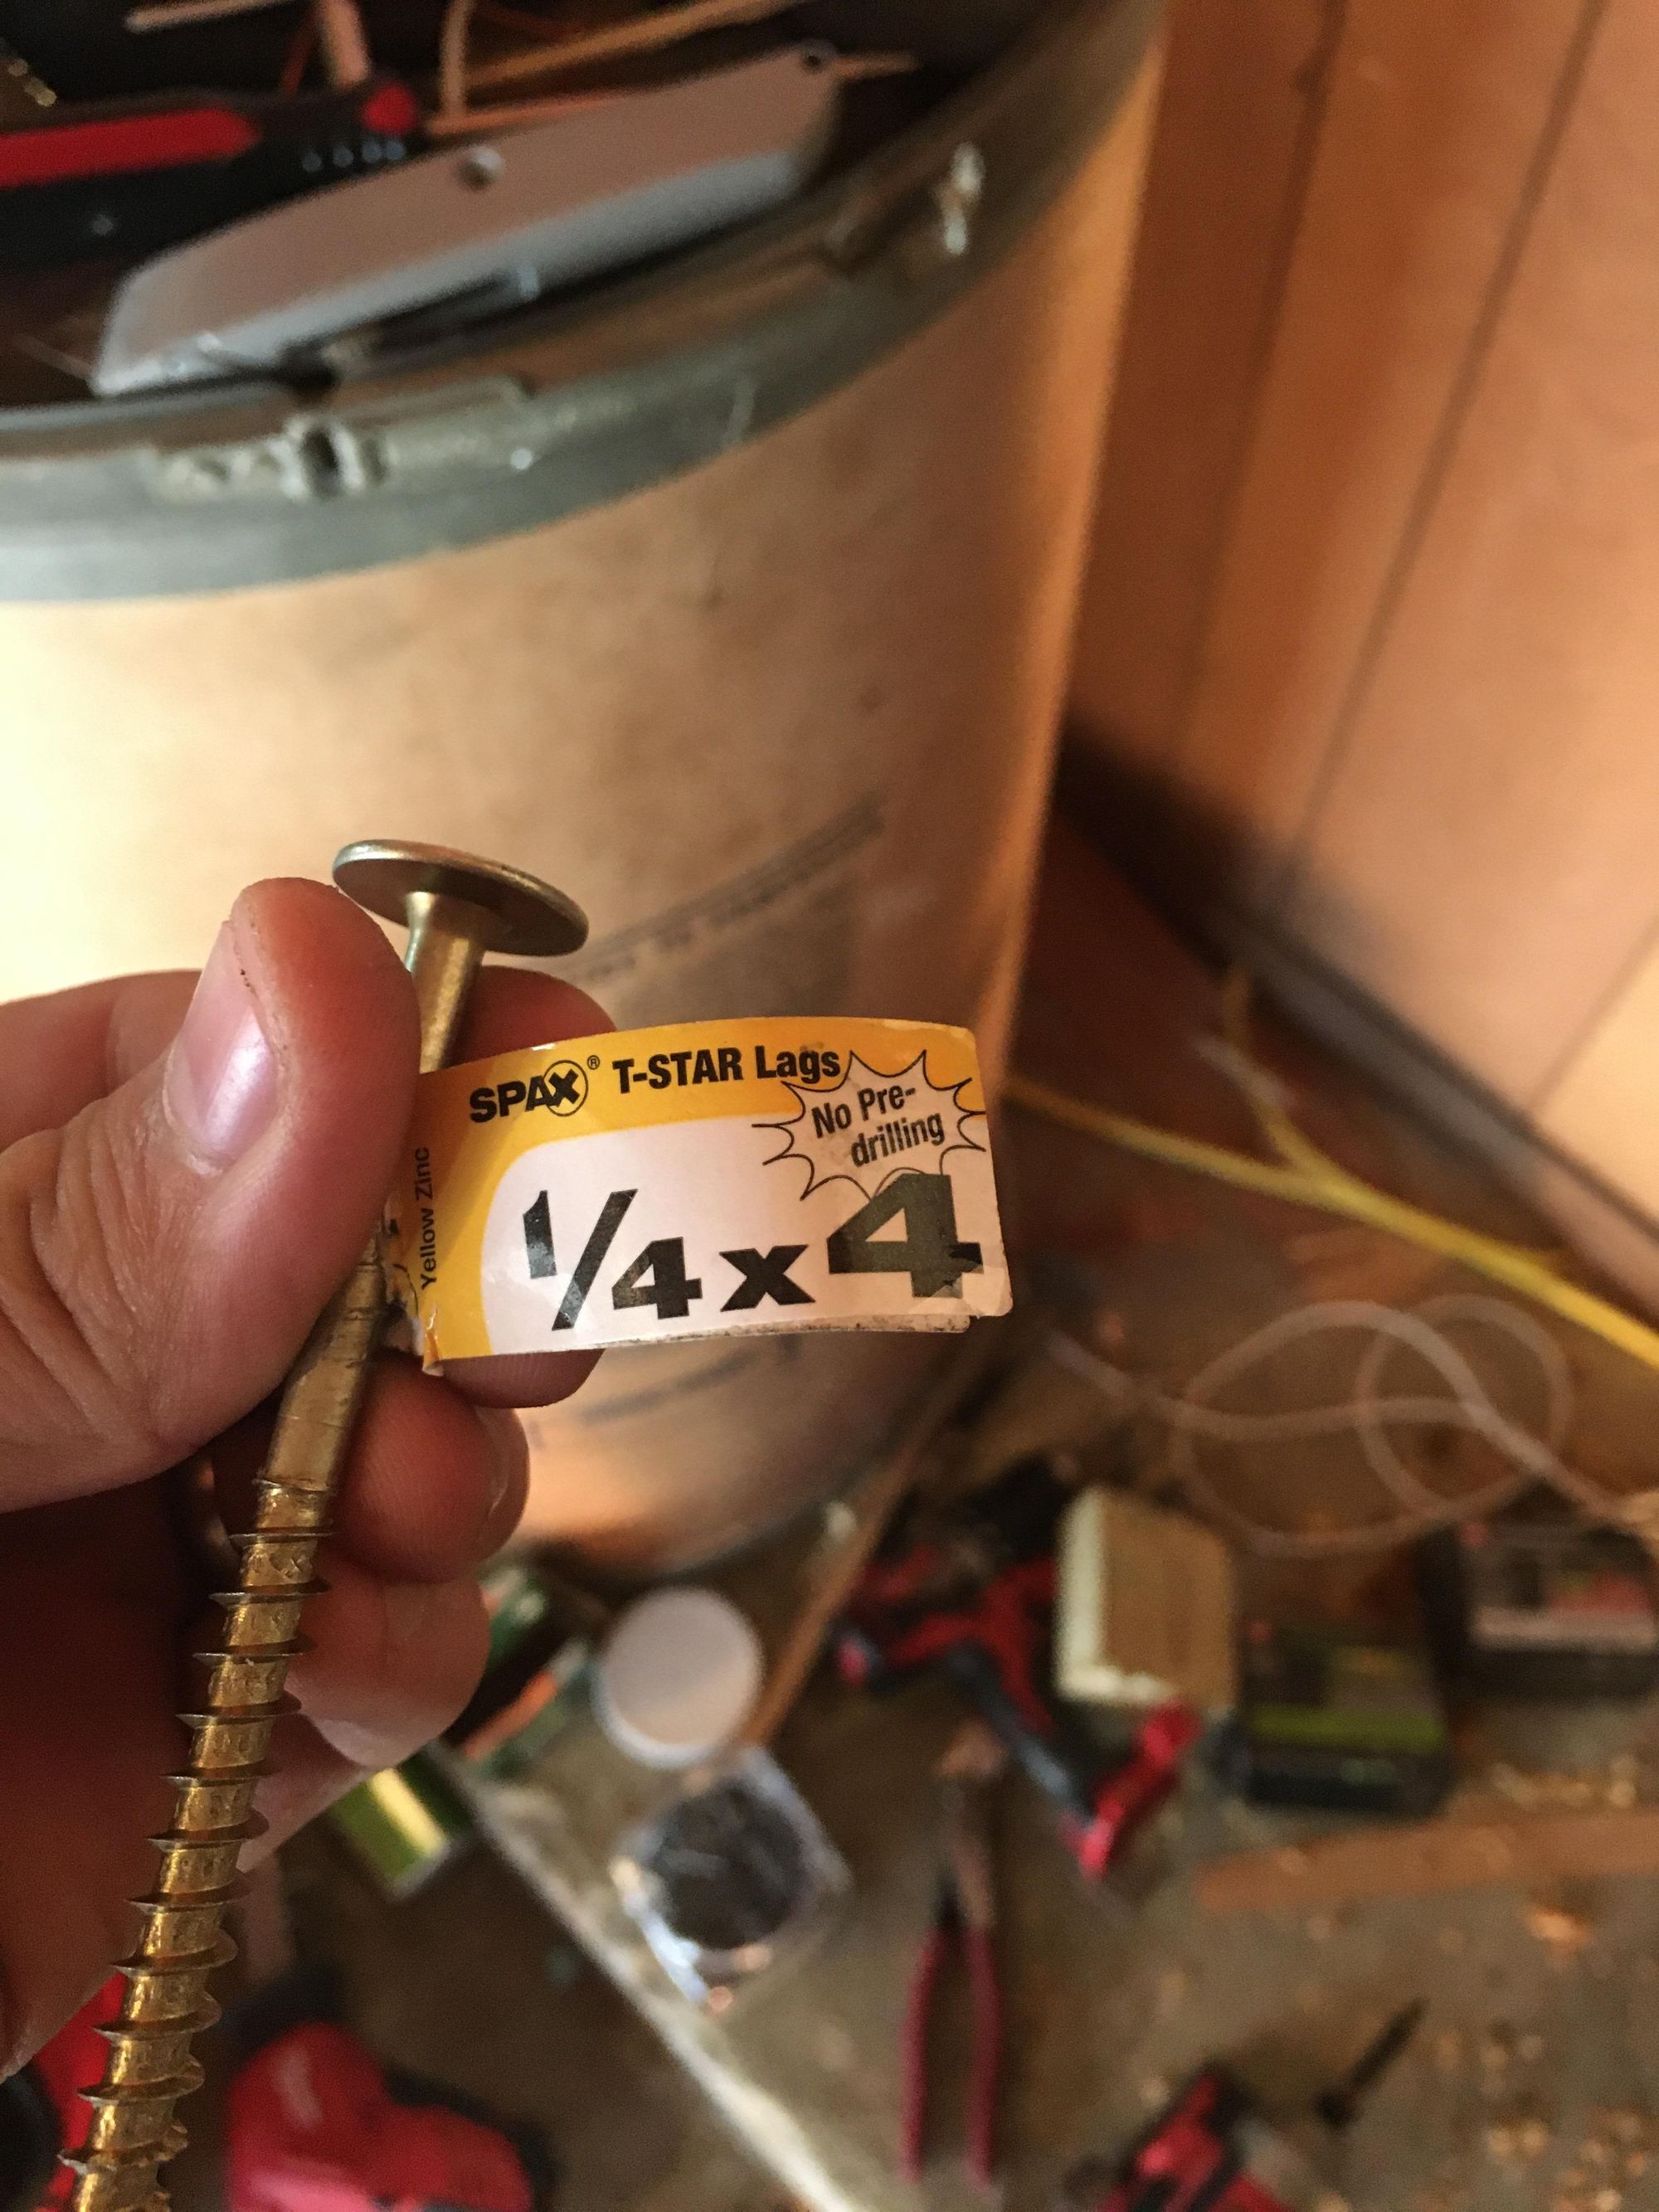 SPAX® T-STAR Lags
No Pre-
drilling
Yellow Zinc
1/4 x 4